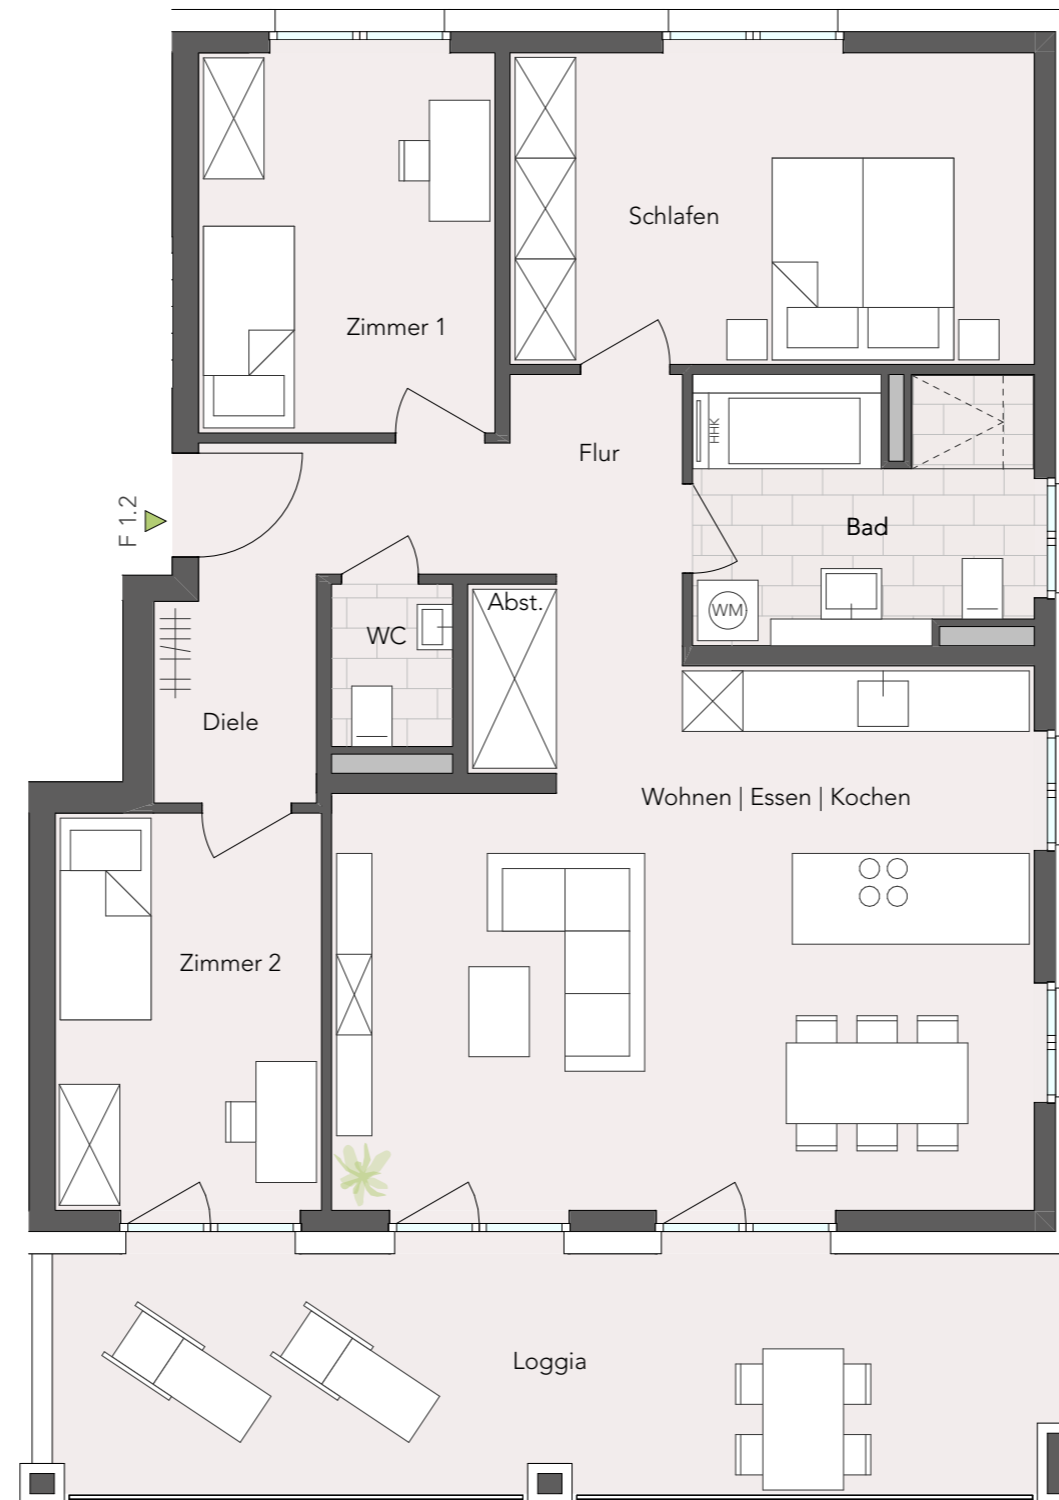 Schlafen
Zimmer 1
HHK
Flur
F 1.2
Bad
Abst.
WM
WC
Diele
Wohnen | Essen | Kochen
Zimmer 2
Loggia